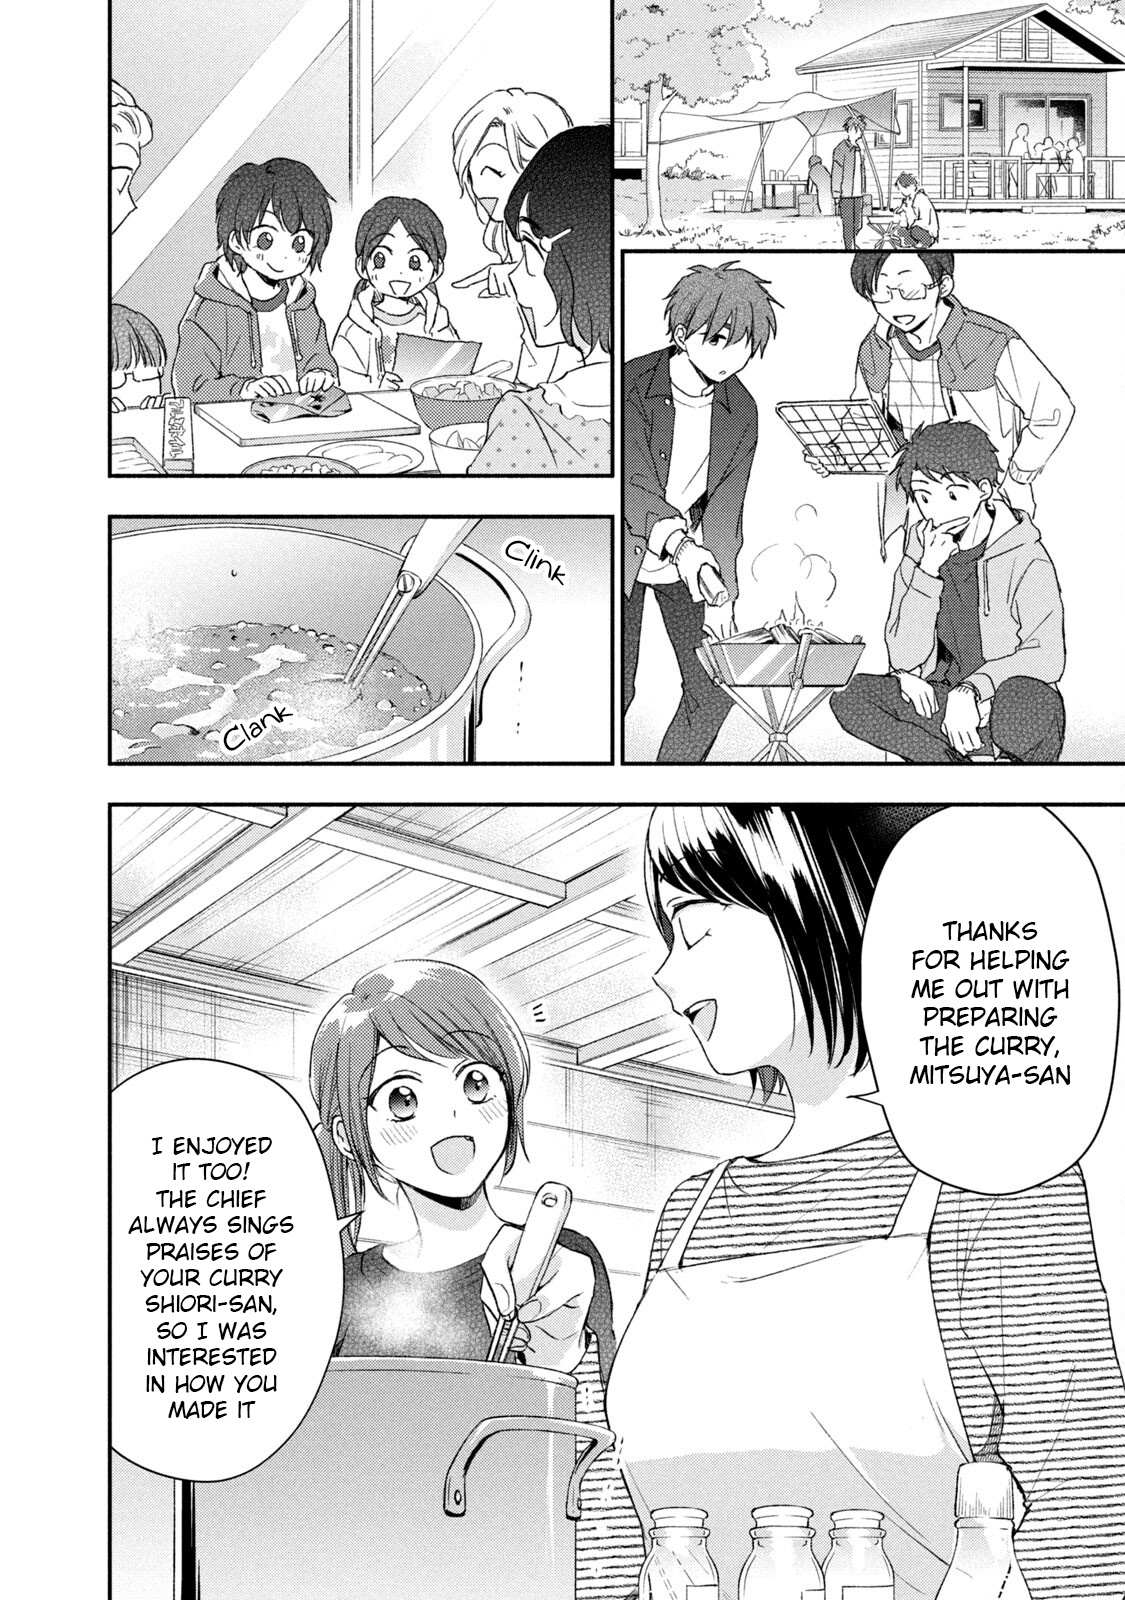 Clink
Clank
THANKS
FOR HELPING
ME OUT WITH
PREPARING
THE CURRY,
MITSUYA-SAN
I ENJOYED
IT TOO!
THE CHIEF
ALWAYS SINGS
PRAISES OF
YOUR CURRY
SHIORI-SAN,
SO I WAS
INTERESTED
IN HOW YOU
MADE IT